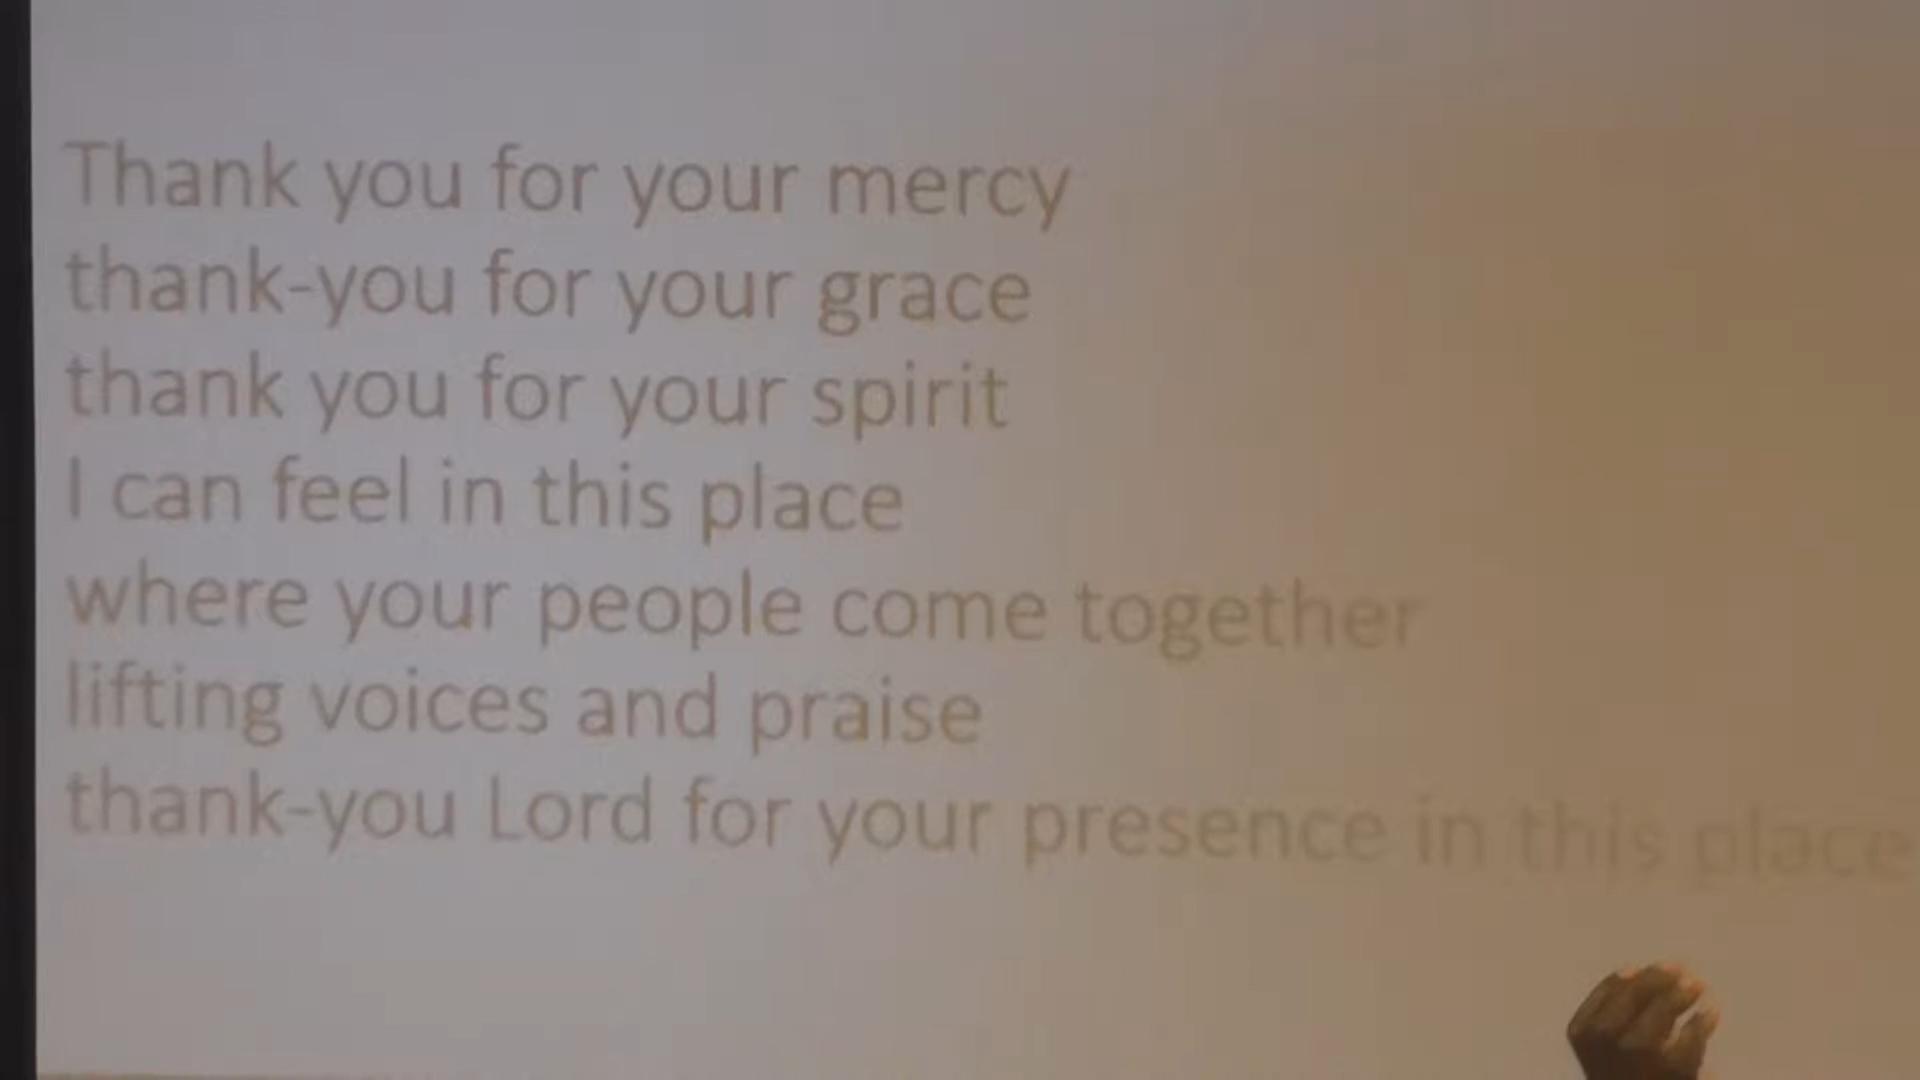 Thank you for your mercy
thank-you for your grace
thank you for your spirit
I can feel in this place
where your people come together
lifting voices and praise
thank-you Lord for your presence in this place